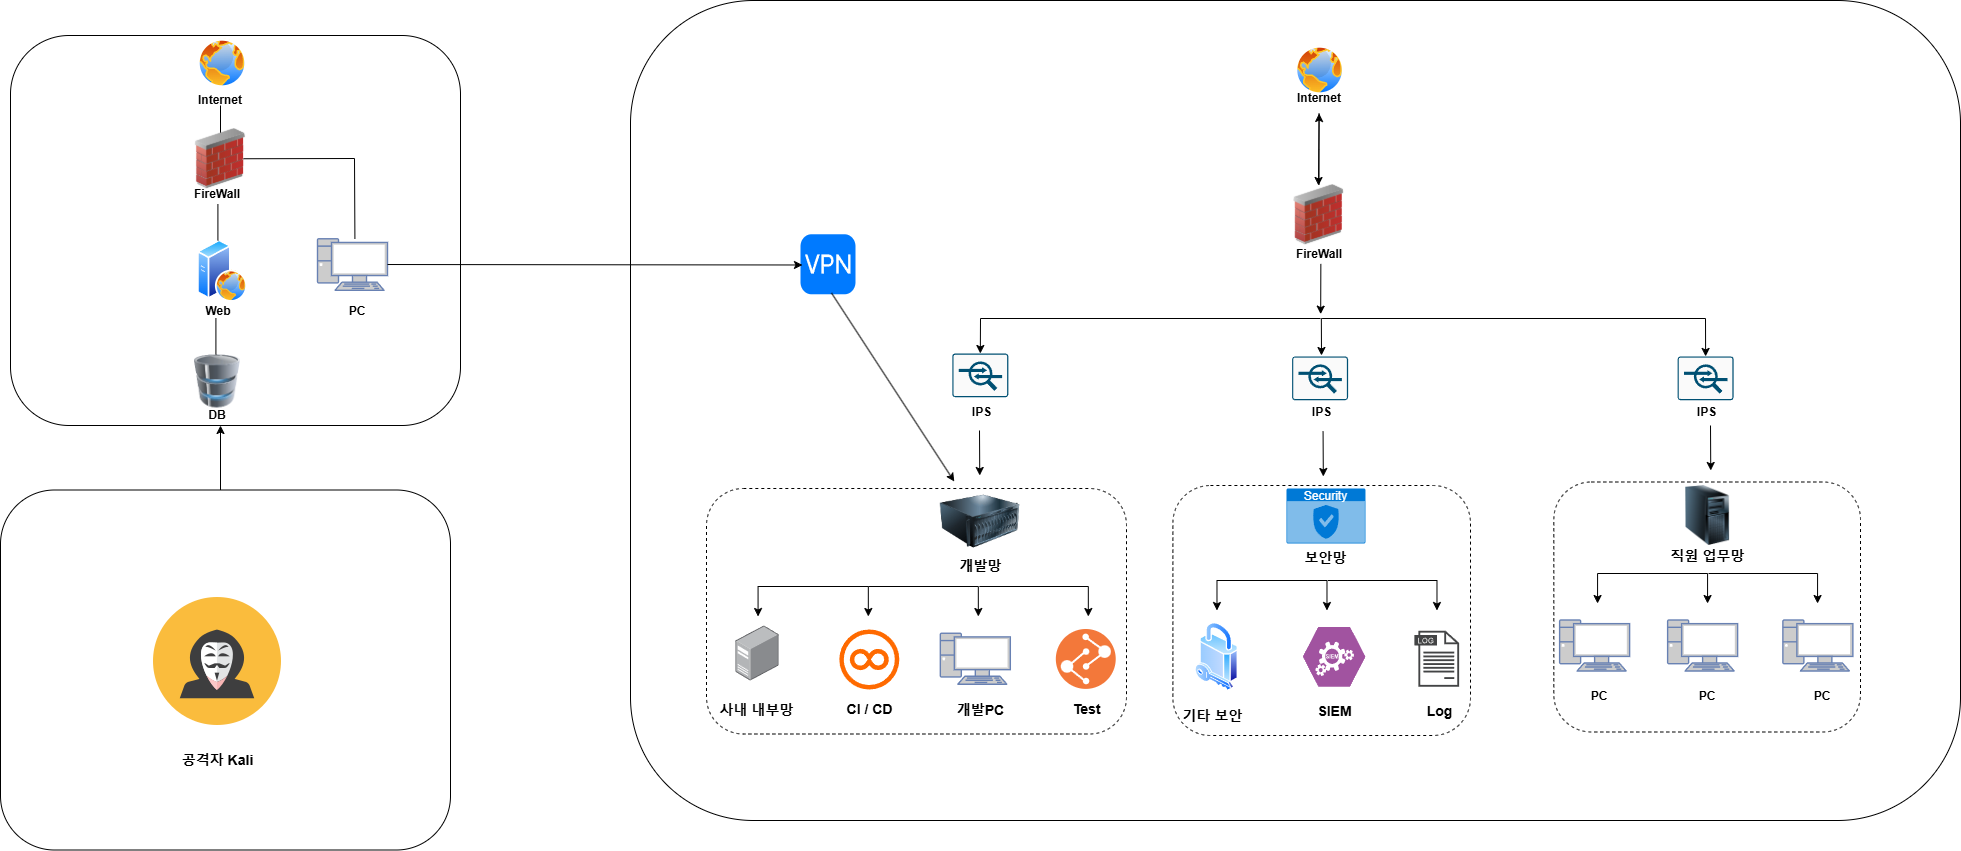 Internet
FireWall
Web
PC
DB
공격자 Kali
VPN
Internet
FireWall
IPS
IPS
IPS
개발망
사내 내부망
CI / CD
개발PC
Test
Security
보안망
기타 보안
SIEM
SIEM
LOG
Log
직원 업무망
PC
PC
PC